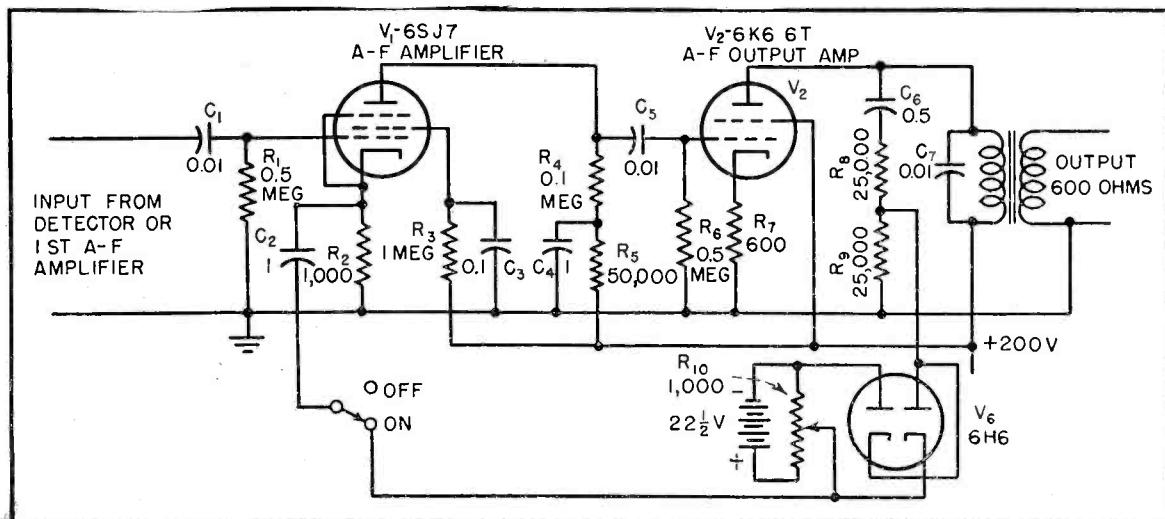 V1-6SJ7
A-F AMPLIFIER
V2-6K6 6T
A-F OUTPUT AMP
V2
C1
0.01
R1
0.5
MEG
INPUT FROM
DETECTOR OR
1ST A-F
AMPLIFIER
C2
1
R2
1,000
R3
1 MEG
0.1
C3
R4
0.1
MEG
C4
1
R5
50,000
C5
0.01
R6
0.5
MEG
R7
600
C6
0.5
R8
25,000
R9
25,000
C7
0.01
OUTPUT
600 OHMS
+200V
OFF
ON
R10
1,000
-
22½V
+
V6
6H6